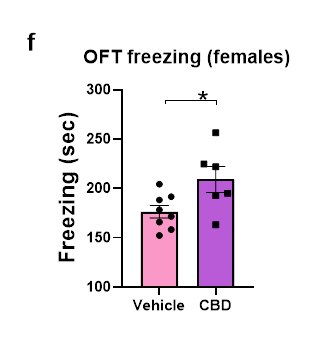 f
OFT freezing (females)
*
300
250
200
150
100
Freezing (sec)
Vehicle CBD